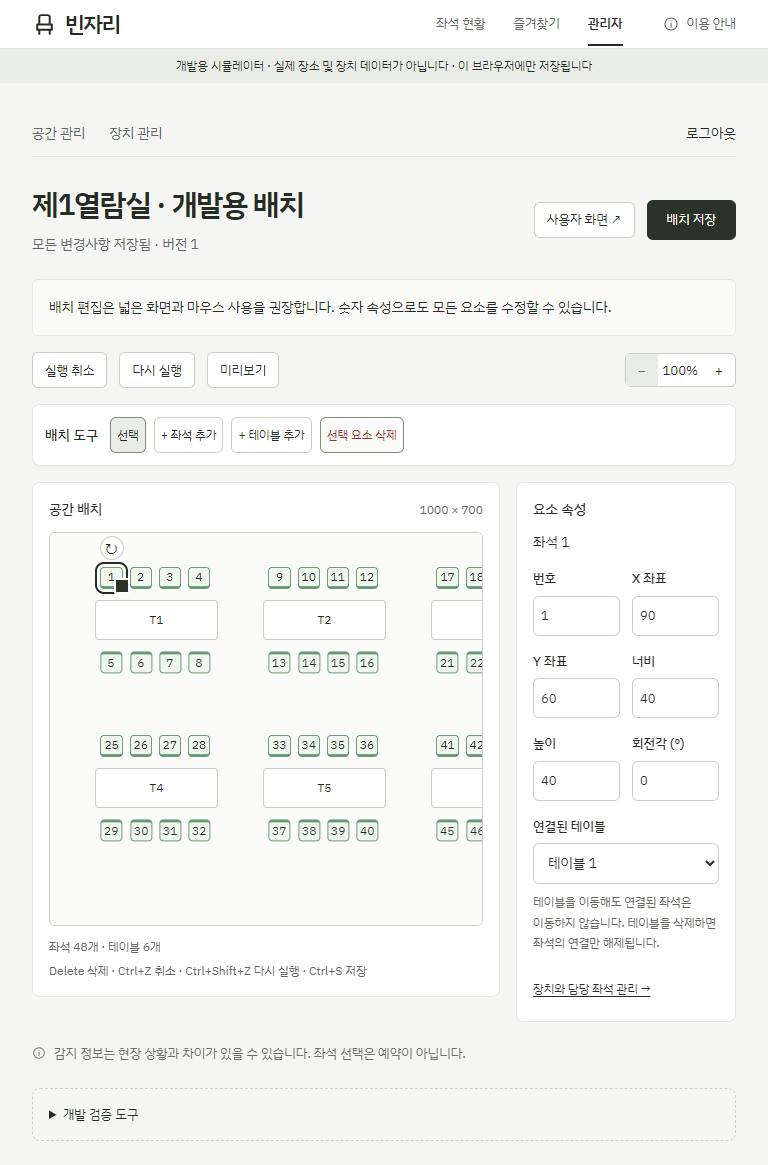 빈자리
좌석 현황 즐겨찾기 관리자 이용 안내
개발용 시뮬레이터 · 실제 장소 및 장치 데이터가 아닙니다 · 이 브라우저에만 저장됩니다
공간 관리 장치 관리 로그아웃
제1열람실 · 개발용 배치
모든 변경사항 저장됨 · 버전 1
사용자 화면 ↗ 배치 저장
배치 편집은 넓은 화면과 마우스 사용을 권장합니다. 숫자 속성으로도 모든 요소를 수정할 수 있습니다.
실행 취소 다시 실행 미리보기 − 100% +
배치 도구 선택 + 좌석 추가 + 테이블 추가 선택 요소 삭제
공간 배치 1000 × 700
↻
1 2 3 4 9 10 11 12 17 18
T1 T2
5 6 7 8 13 14 15 16 21 22
25 26 27 28 33 34 35 36 41 42
T4 T5
29 30 31 32 37 38 39 40 45 46
좌석 48개 · 테이블 6개
Delete 삭제 · Ctrl+Z 취소 · Ctrl+Shift+Z 다시 실행 · Ctrl+S 저장
요소 속성
좌석 1
번호 X 좌표
1 90
Y 좌표 너비
60 40
높이 회전각 (°)
40 0
연결된 테이블
테이블 1
테이블을 이동해도 연결된 좌석은
이동하지 않습니다. 테이블을 삭제하면
좌석의 연결만 해제됩니다.
장치와 담당 좌석 관리 →
감지 정보는 현장 상황과 차이가 있을 수 있습니다. 좌석 선택은 예약이 아닙니다.
▶ 개발 검증 도구